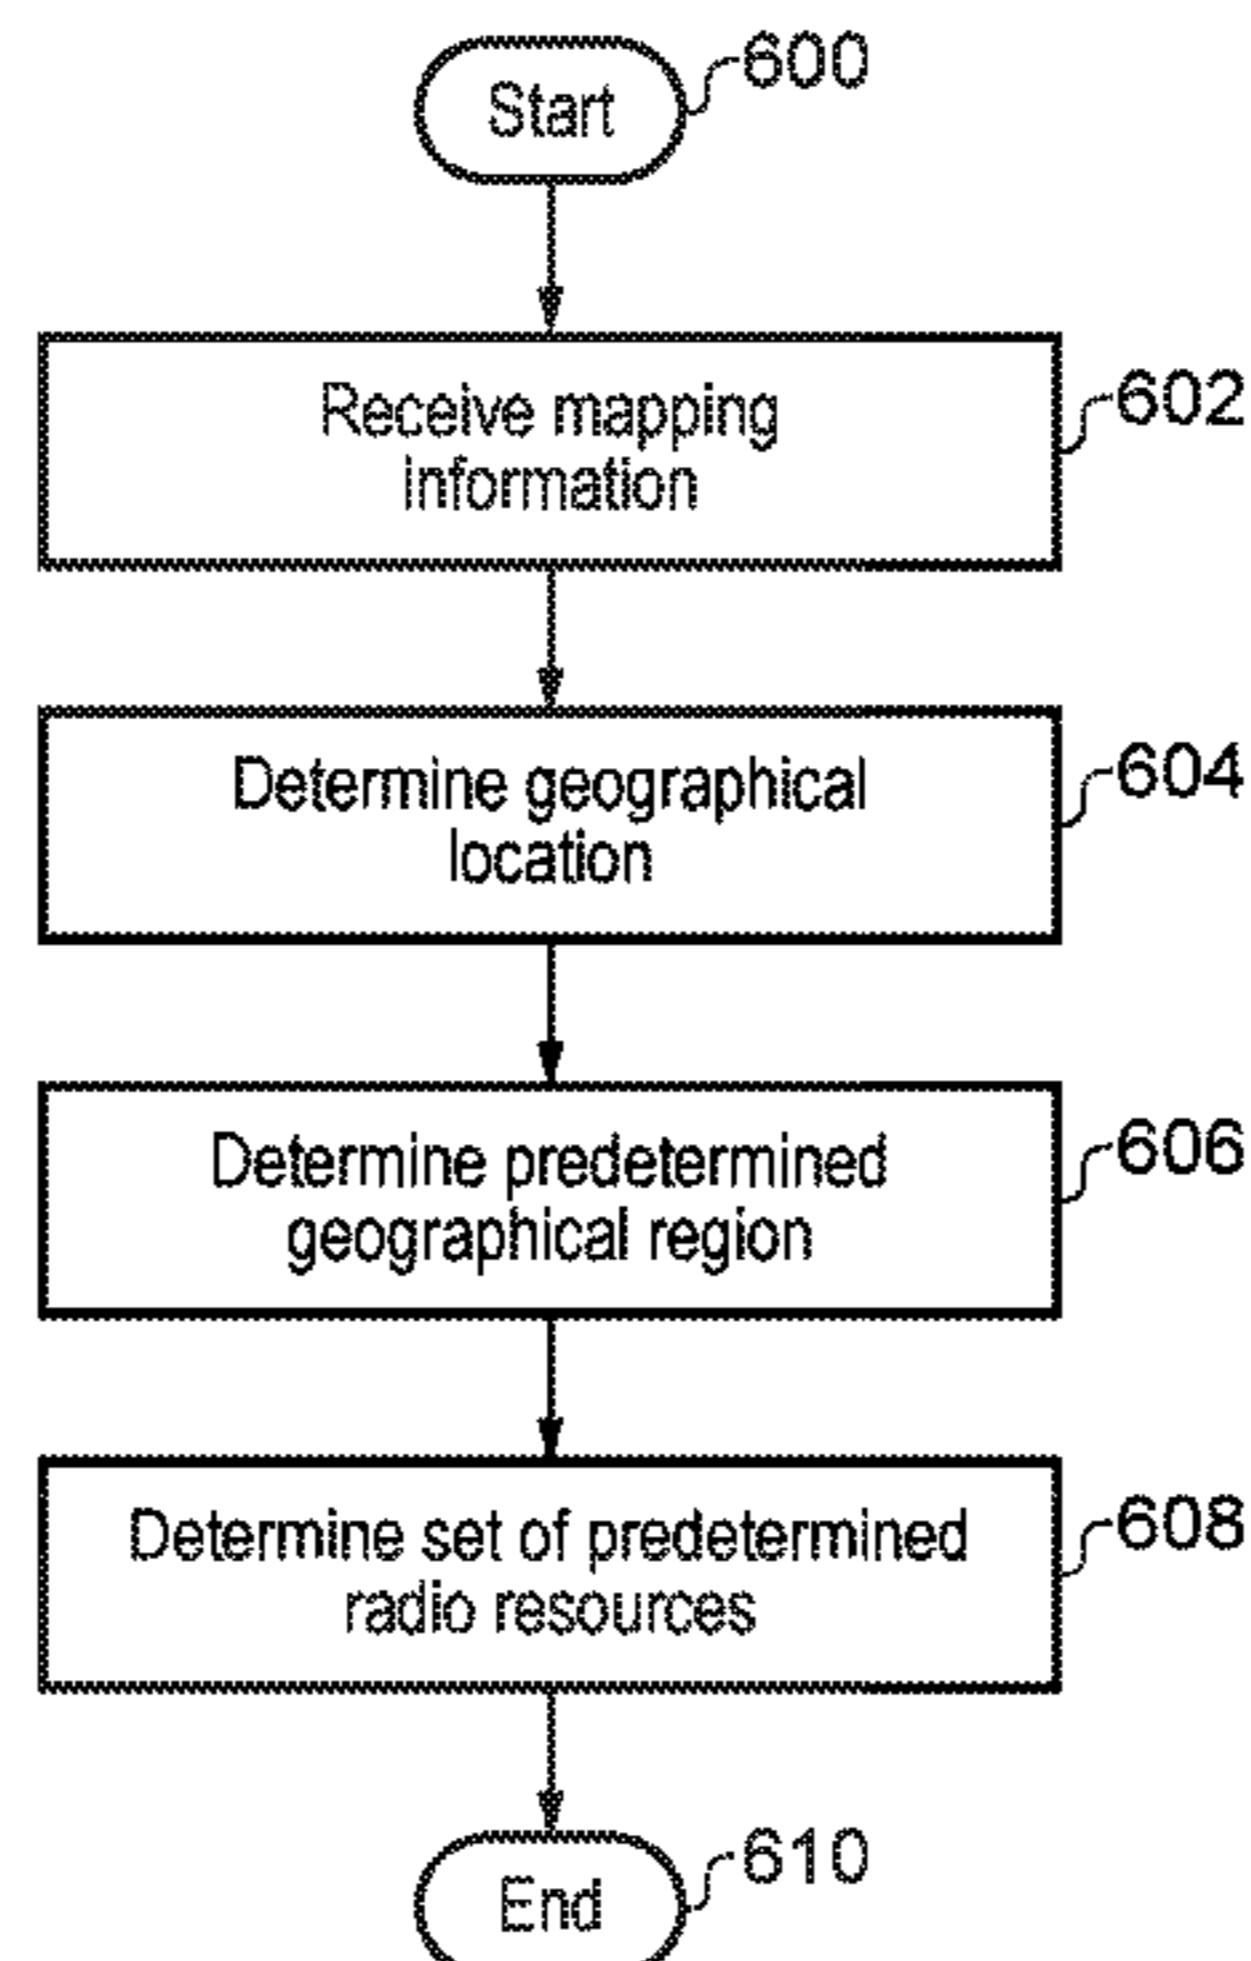 Start
600
Receive mapping
information
602
Determine geographical
location
604
Determine predetermined
geographical region
606
Determine set of predetermined
radio resources
608
End
610